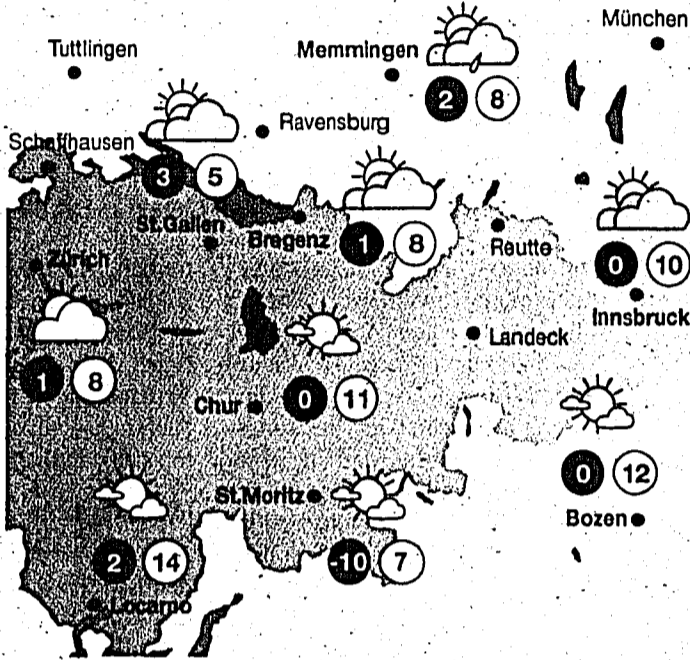 München
Tuttlingen
Memmingen
2 8
Ravensburg
Schaffhausen
3 5
St.Gallen
Bregenz
1 8
Reutte
Zürich
0 10
Innsbruck
Landeck
1 8
Chur
0 11
0 12
St.Moritz
Bozen
2 14
-10 7
Locarno